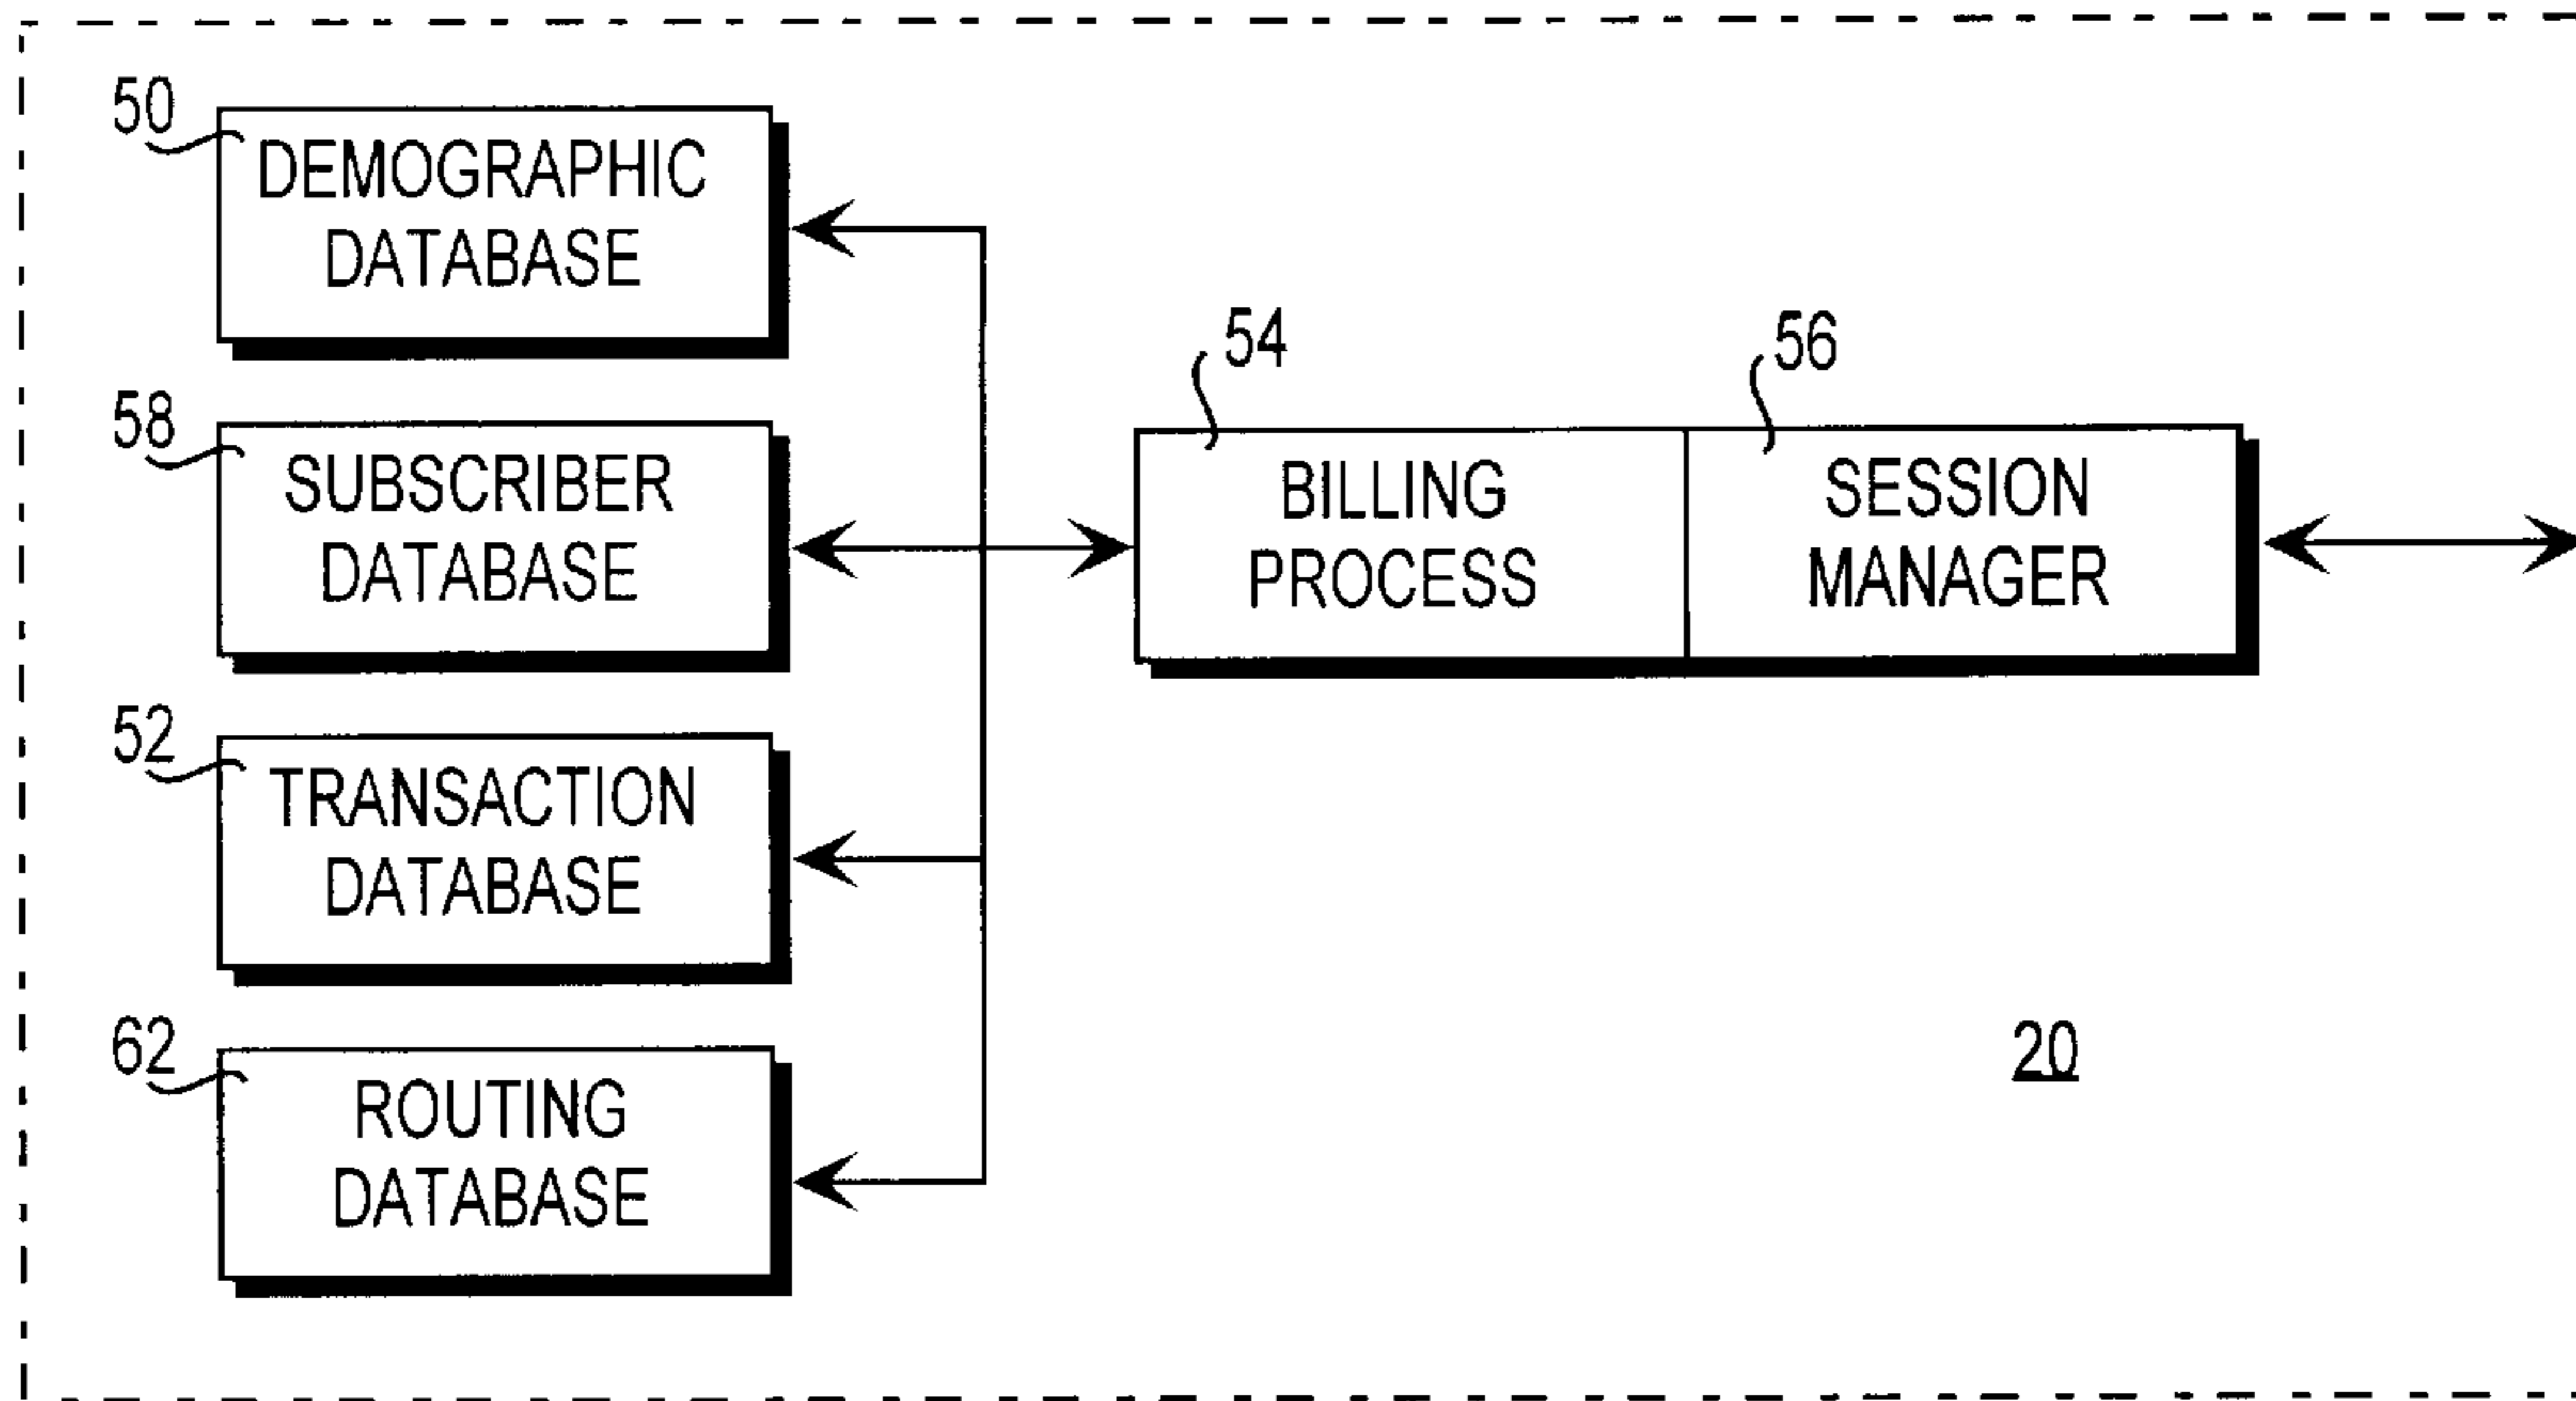 50
DEMOGRAPHIC
DATABASE
58
SUBSCRIBER
DATABASE
52
TRANSACTION
DATABASE
62
ROUTING
DATABASE
54
BILLING
PROCESS
56
SESSION
MANAGER
20